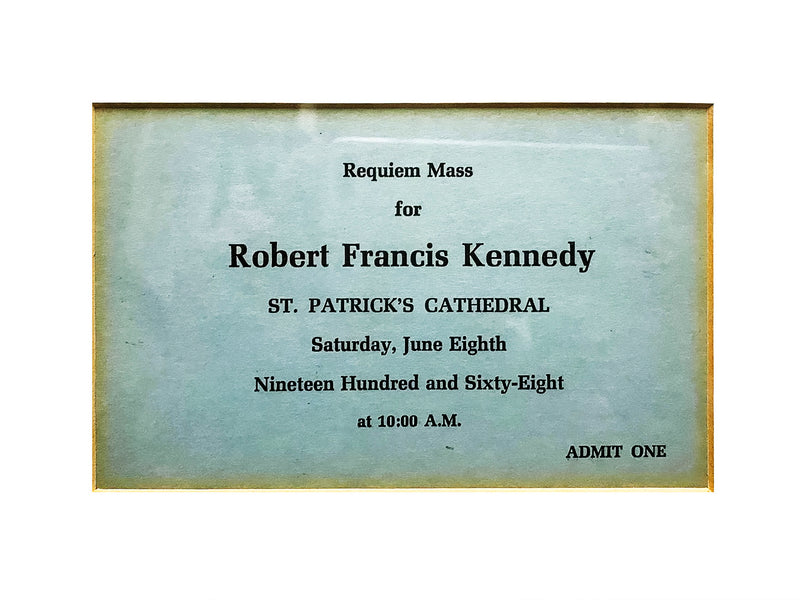 Requiem Mass
for
Robert Francis Kennedy
ST. PATRICK'S CATHEDRAL
Saturday, June Eighth
Nineteen Hundred and Sixty-Eight
at 10:00 A.M.
ADMIT ONE